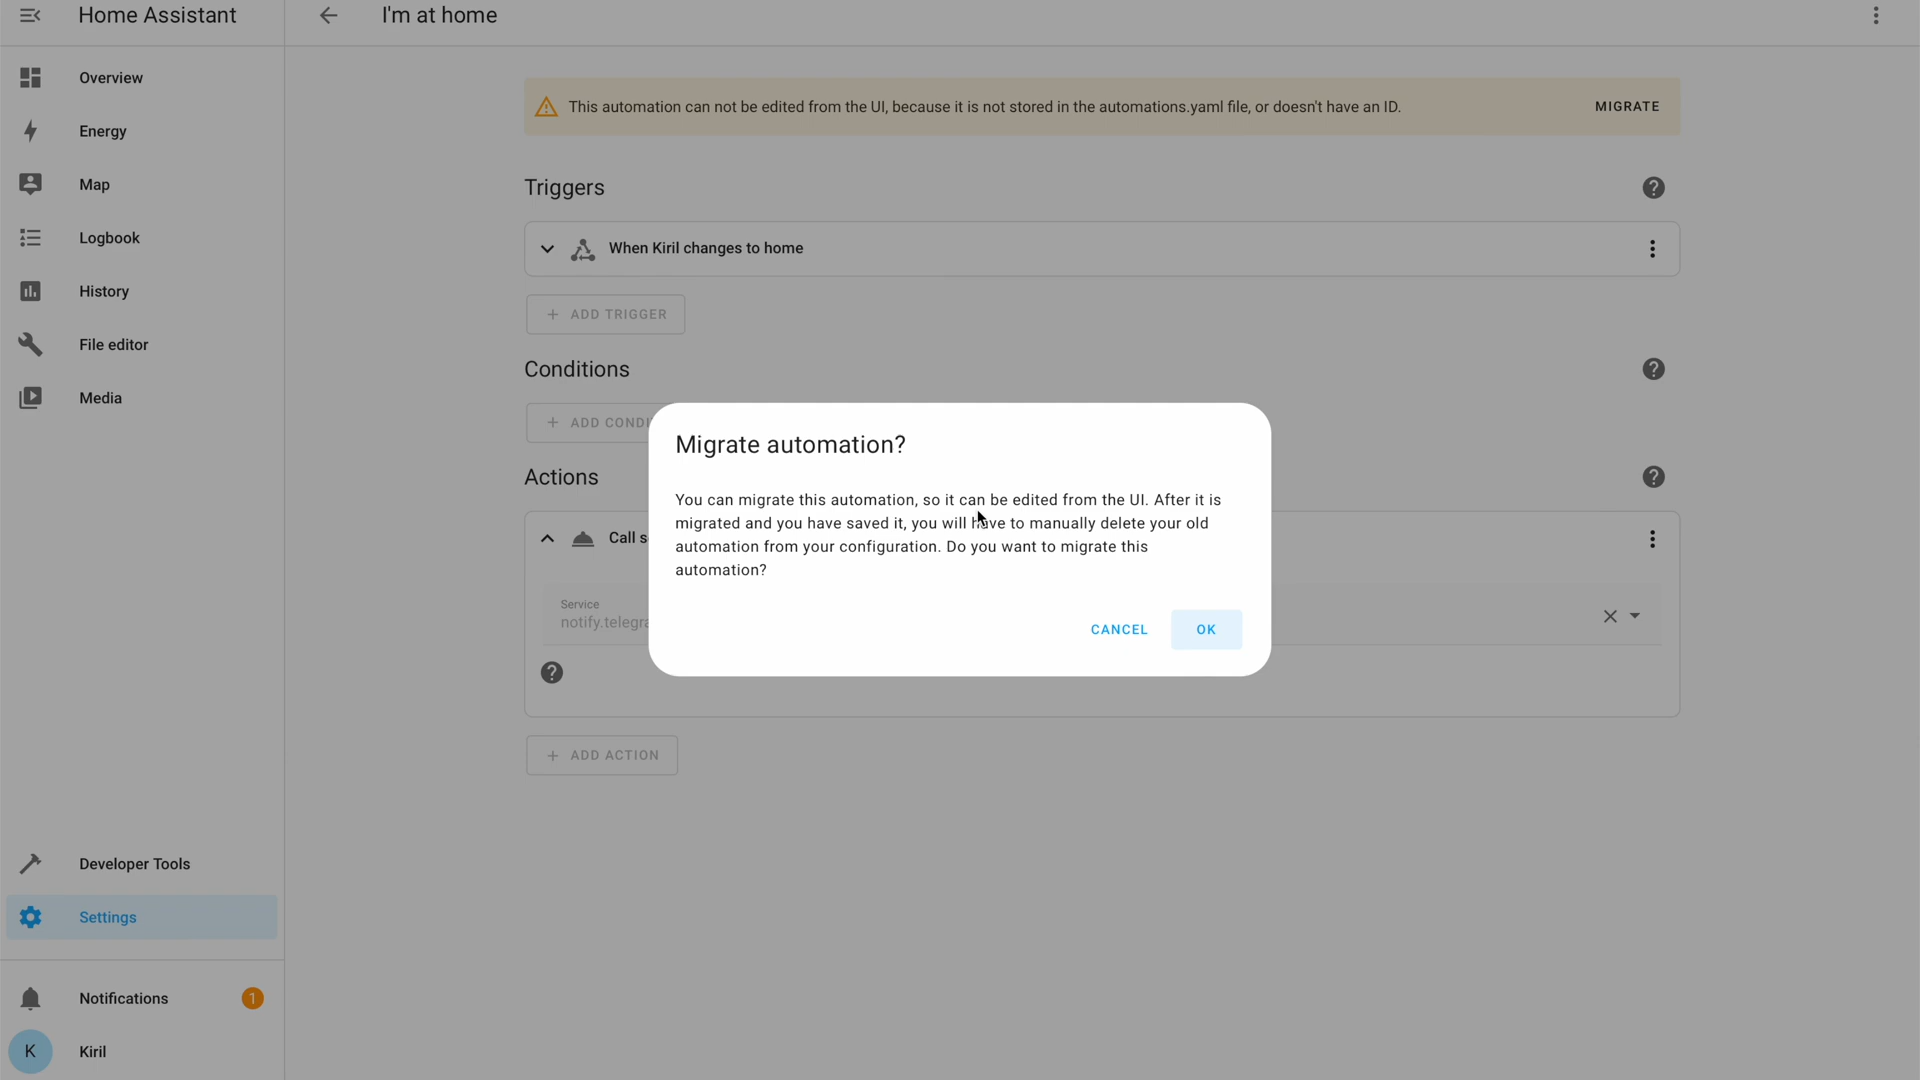 Home Assistant
I'm at home
Overview
Energy
Map
Logbook
History
File editor
Media
Developer Tools
Settings
Notifications
1
K
Kiril
This automation can not be edited from the UI, because it is not stored in the automations.yaml file, or doesn't have an ID.
MIGRATE
Triggers
When Kiril changes to home
+ ADD TRIGGER
Conditions
+ ADD
Actions
Call
Service
+ ADD ACTION
Migrate automation?
You can migrate this automation, so it can be edited from the UI. After it is
migrated and you have saved it, you will have to manually delete your old
automation from your configuration. Do you want to migrate this
automation?
CANCEL
OK